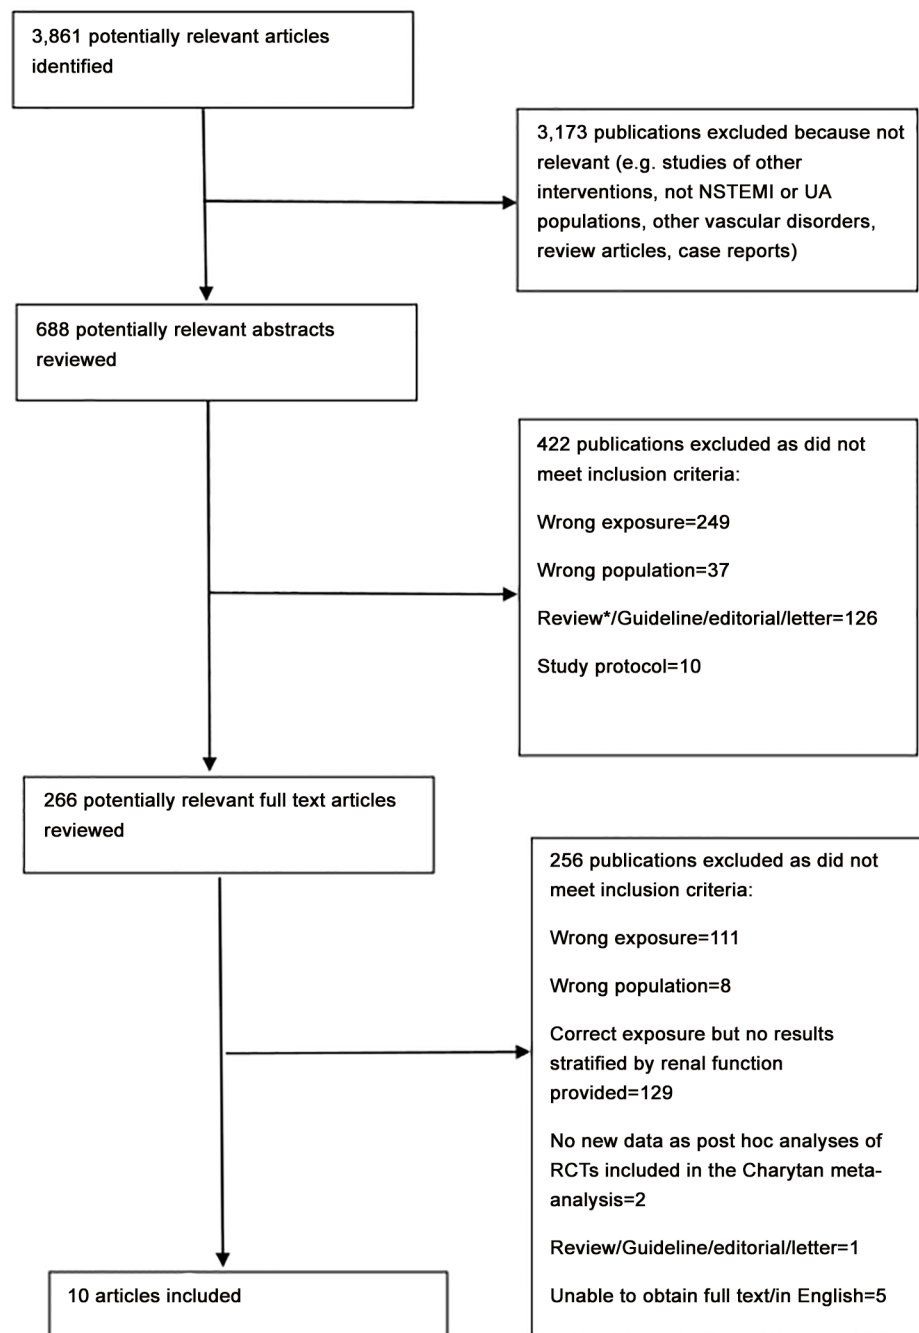 3,861 potentially relevant articles
identified
3,173 publications excluded because not
relevant (e.g. studies of other
interventions, not NSTEMI or UA
populations, other vascular disorders,
review articles, case reports)
688 potentially relevant abstracts
reviewed
422 publications excluded as did not
meet inclusion criteria:
Wrong exposure=249
Wrong population=37
Review*/Guideline/editorial/letter=126
Study protocol=10
266 potentially relevant full text articles
reviewed
256 publications excluded as did not
meet inclusion criteria:
Wrong exposure=111
Wrong population=8
Correct exposure but no results
stratified by renal function
provided=129
No new data as post hoc analyses of
RCTs included in the Charytan meta-
analysis=2
Review/Guideline/editorial/letter=1
Unable to obtain full text/in English=5
10 articles included